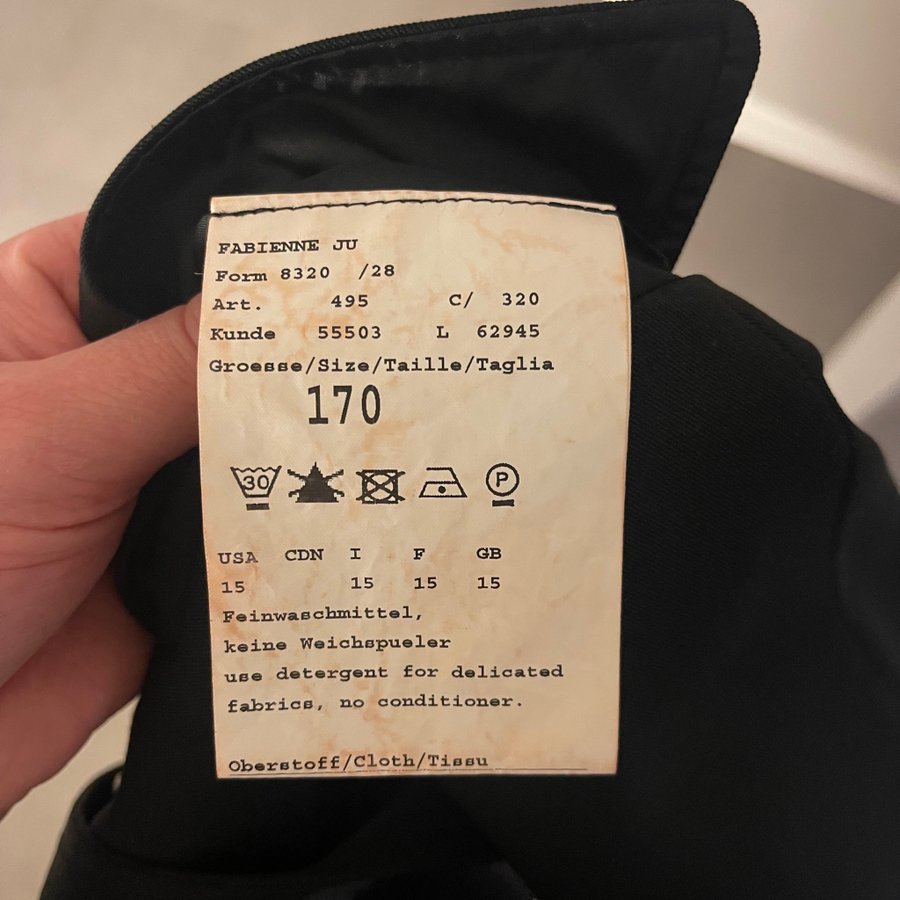 FABIENNE JU
Form 8320 /28
Art. 495 C/ 320
Kunde 55503 L 62945
Groesse/Size/Taille/Taglia
170
30 P
USA CDN I F GB
15 15 15 15
Feinwaschmittel,
keine Weichspueler
use detergent for delicated
fabrics, no conditioner.
Oberstoff/Cloth/Tissu